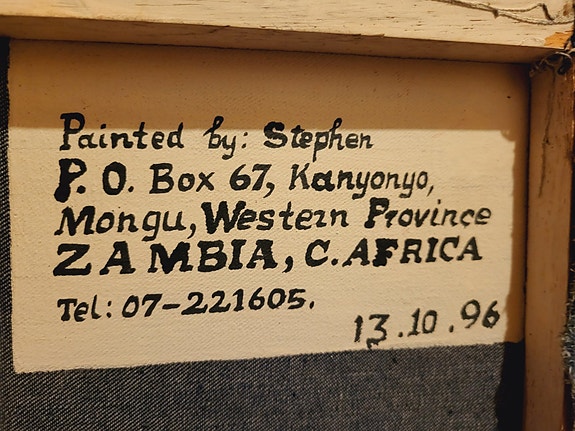 Painted by: Stephen
P. O. Box 67, Kanyonyo,
Mongu, Western Province
ZAMBIA, C. AFRICA
Tel: 07-221605.
13.10.96